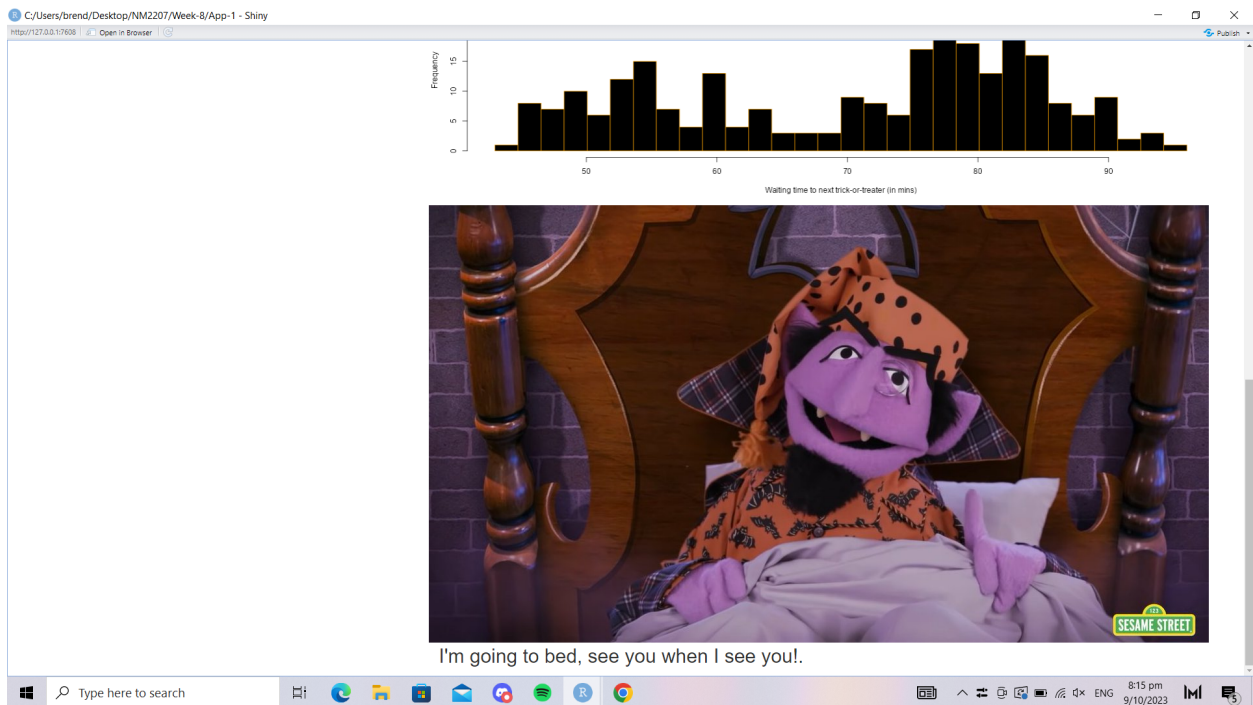 C:/Users/brend/Desktop/NM2207/Week-8/App-1 - Shiny
http://127.0.0.1:7608 Open in Browser Publish
Frequency
15
10
5
0
50 60 70 80 90
Waiting time to next trick-or-treater (in mins)
123
SESAME STREET
I'm going to bed, see you when I see you!.
Type here to search
ENG
8:15 pm
9/10/2023
5